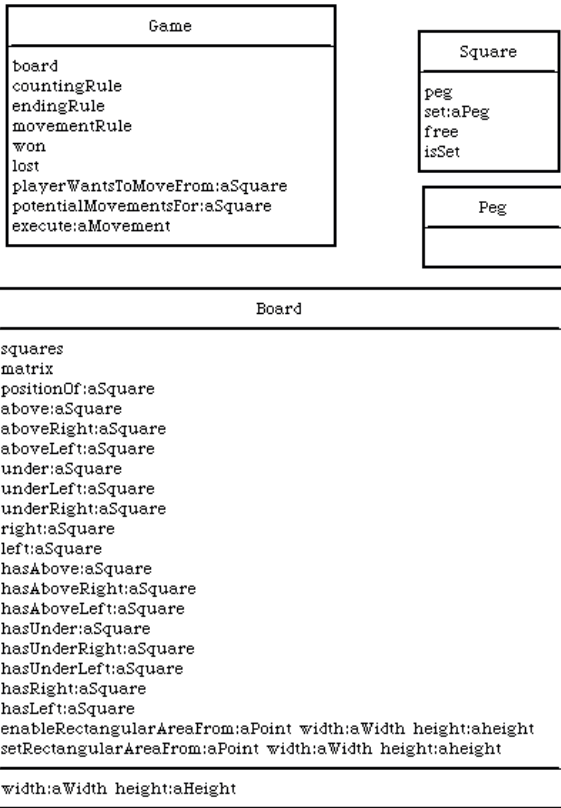 Game
board
countingRule
endingRule
movementRule
won
lost
playerWantsToMoveFrom:aSquare
potentialMovementsFor:aSquare
execute:aMovement
Square
peg
set:aPeg
free
isSet
Peg
Board
squares
matrix
positionOf:aSquare
above:aSquare
aboveRight:aSquare
aboveLeft:aSquare
under:aSquare
underLeft:aSquare
underRight:aSquare
right:aSquare
left:aSquare
hasAbove:aSquare
hasAboveRight:aSquare
hasAboveLeft:aSquare
hasUnder:aSquare
hasUnderRight:aSquare
hasUnderLeft:aSquare
hasRight:aSquare
hasLeft:aSquare
enableRectangularAreaFrom:aPoint width:aWidth height:aheight
setRectangularAreaFrom:aPoint width:aWidth height:aheight
width:aWidth height:aHeight